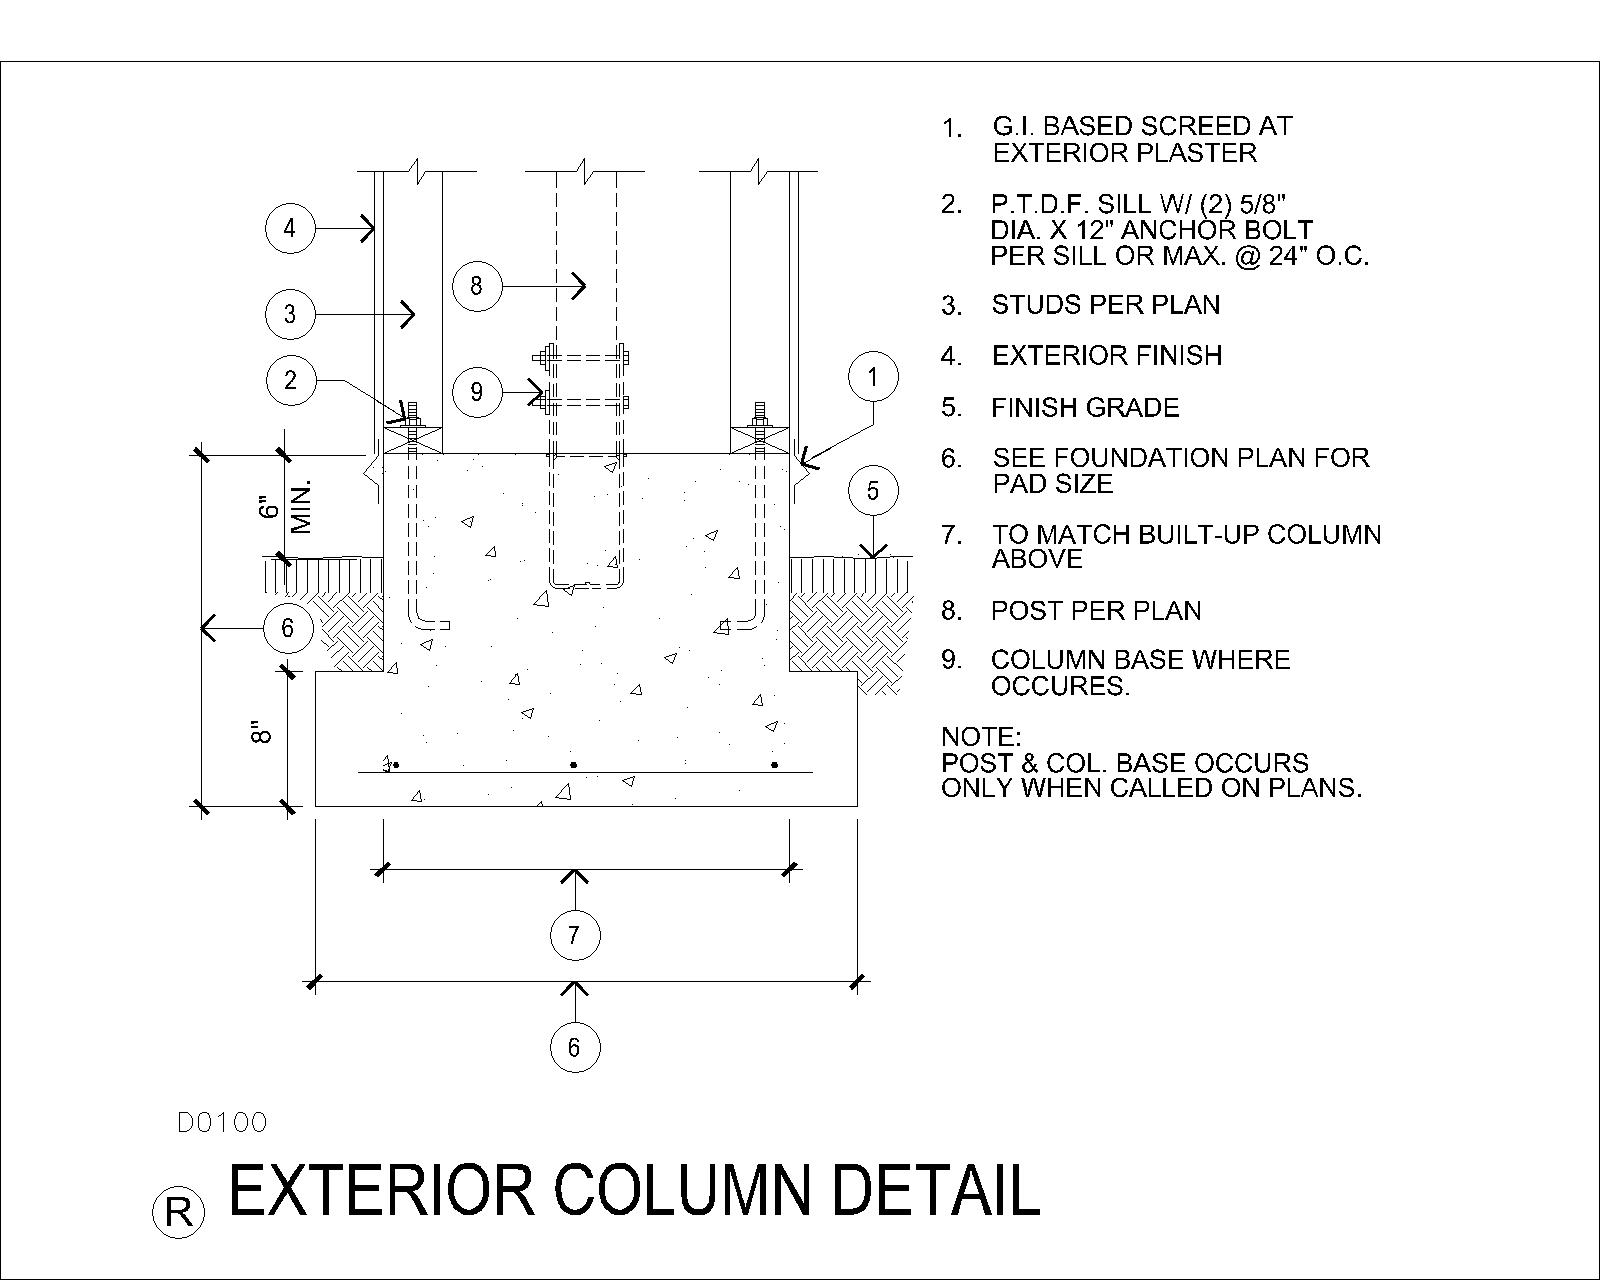 1. G.I. BASED SCREED AT
EXTERIOR PLASTER
2. P.T.D.F. SILL W/ (2) 5/8"
DIA. X 12" ANCHOR BOLT
PER SILL OR MAX. @ 24" O.C.
3. STUDS PER PLAN
4. EXTERIOR FINISH
5. FINISH GRADE
6. SEE FOUNDATION PLAN FOR
PAD SIZE
7. TO MATCH BUILT-UP COLUMN
ABOVE
8. POST PER PLAN
9. COLUMN BASE WHERE
OCCURES.
NOTE:
POST & COL. BASE OCCURS
ONLY WHEN CALLED ON PLANS.
4
8
3
2
9
1
5
6"
MIN.
6
8"
7
6
D0100
R EXTERIOR COLUMN DETAIL